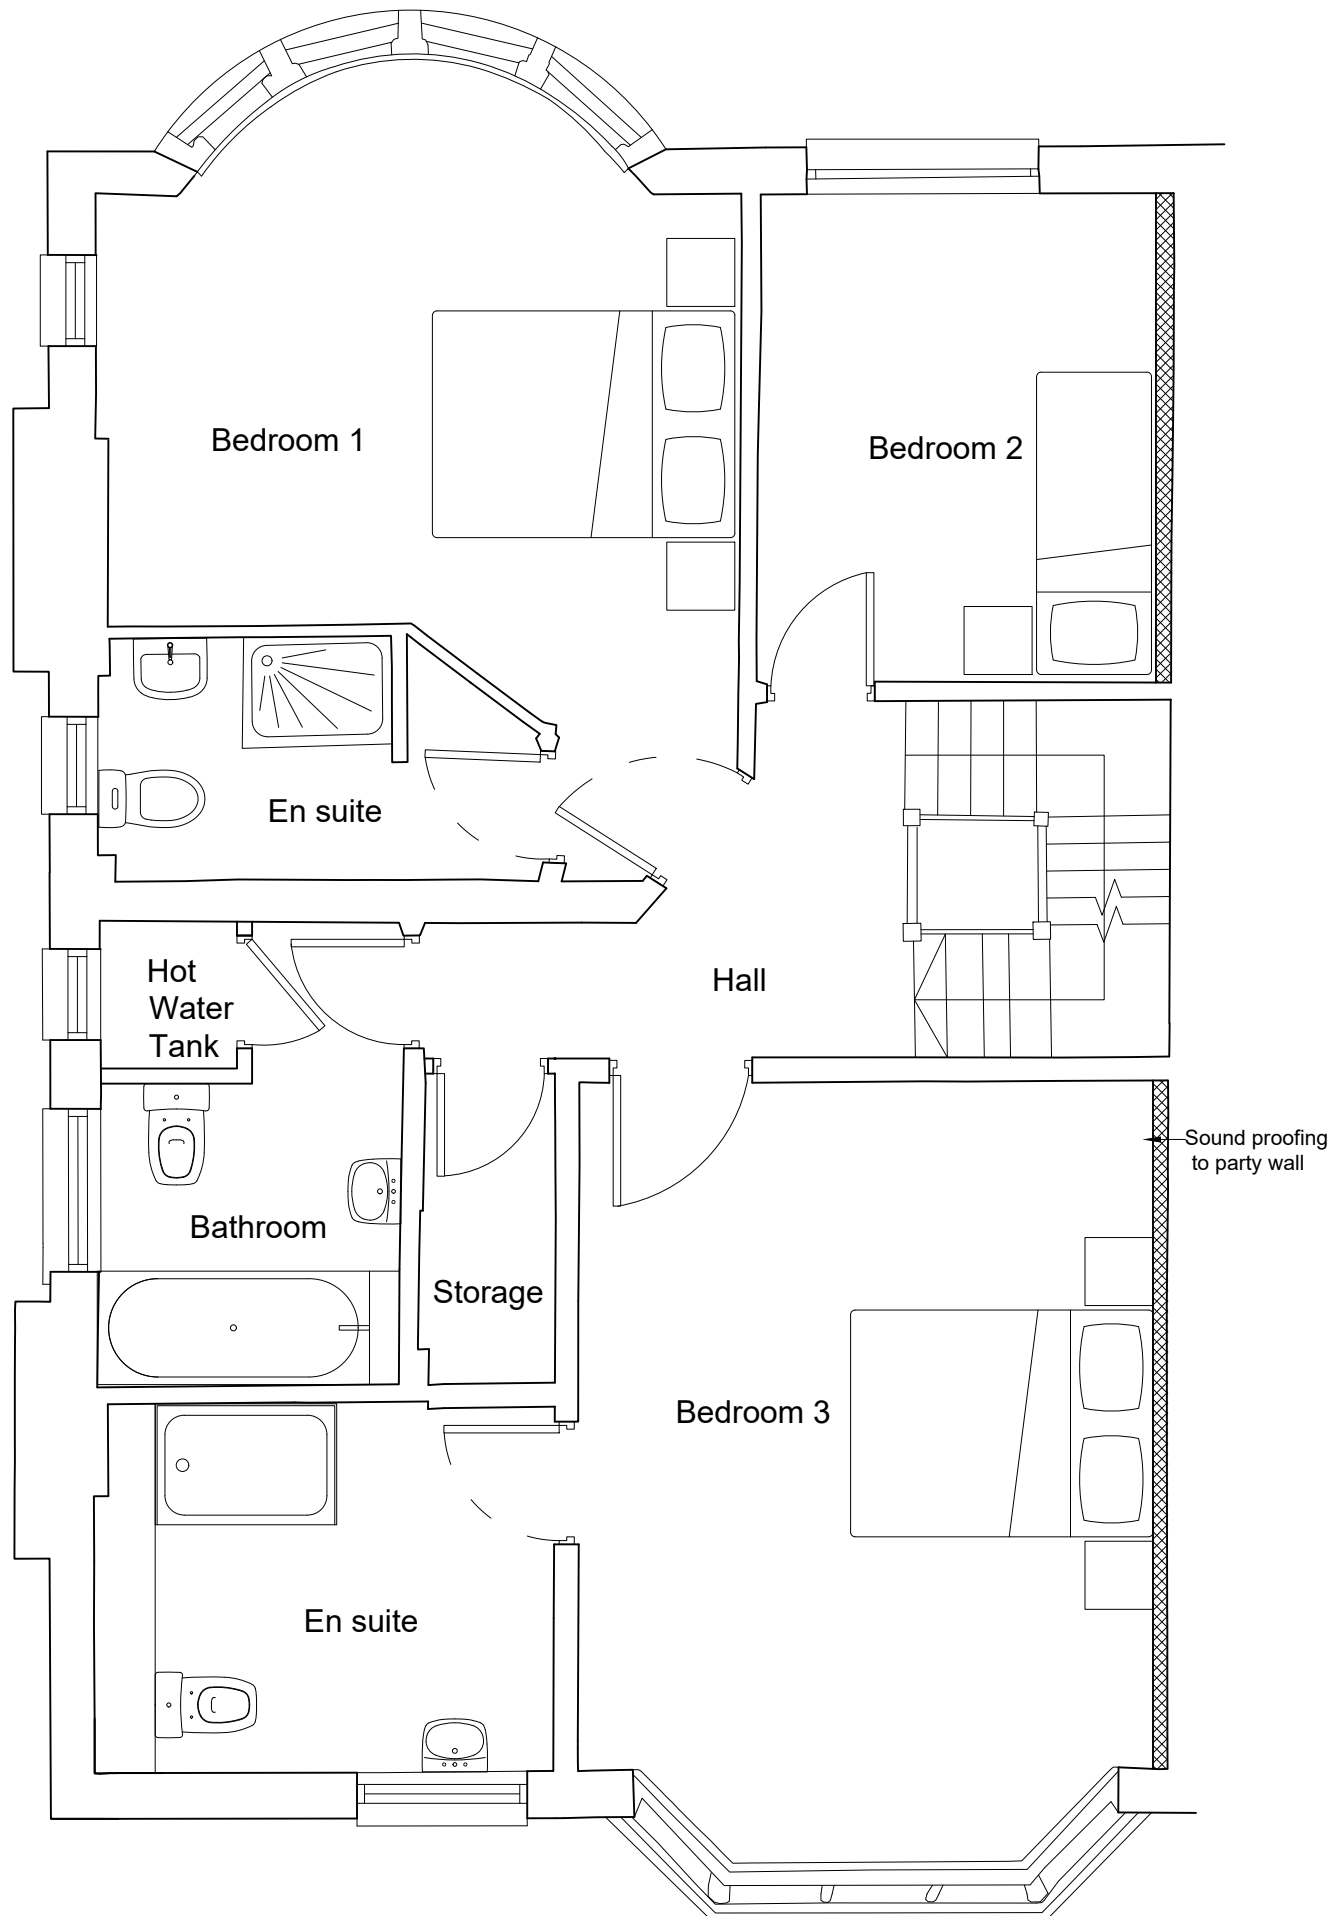 Bedroom 1
Bedroom 2
En suite
Hot
Water
Tank
Hall
Sound proofing
to party wall
Bathroom
Storage
Bedroom 3
En suite